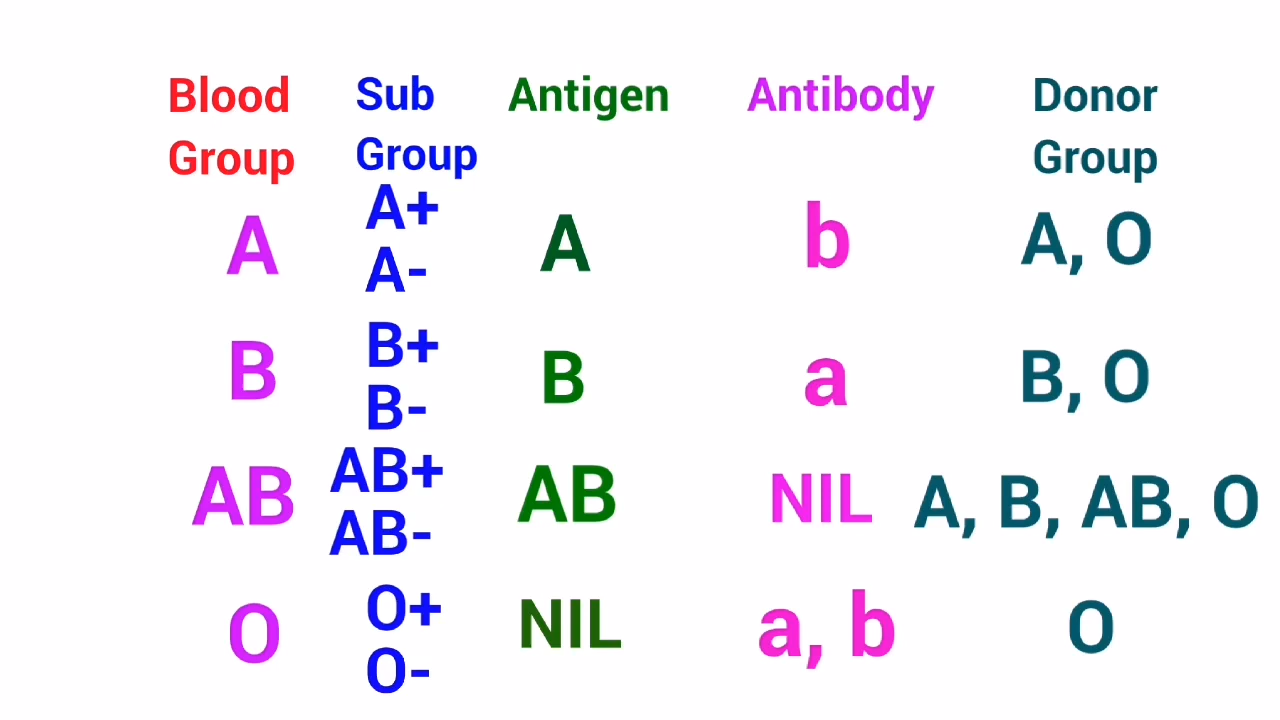 Blood Group Sub Group Antigen Antibody Donor Group
A A+ A- A b A, O
B B+ B- B a B, O
AB AB+ AB- AB NIL A, B, AB, O
O O+ O- NIL a, b O